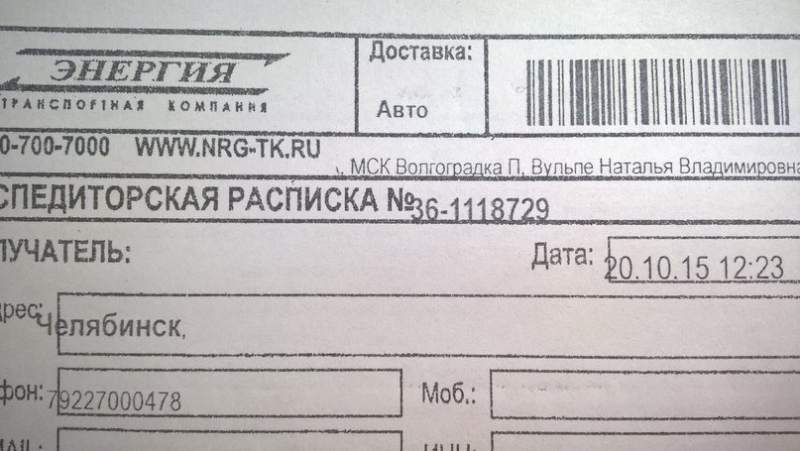 ЭНЕРГИЯ
ТРАНСПОРТНАЯ КОМПАНИЯ
Доставка:
Авто
0-700-7000 WWW.NRG-TK.RU
., МСК Волгоградка П, Вульпе Наталья Владимировна
СПЕДИТОРСКАЯ РАСПИСКА №36-1118729
ЛУЧАТЕЛЬ:
Дата: 20.10.15 12:23
дрес: Челябинск,
фон: 79227000478
Моб.: